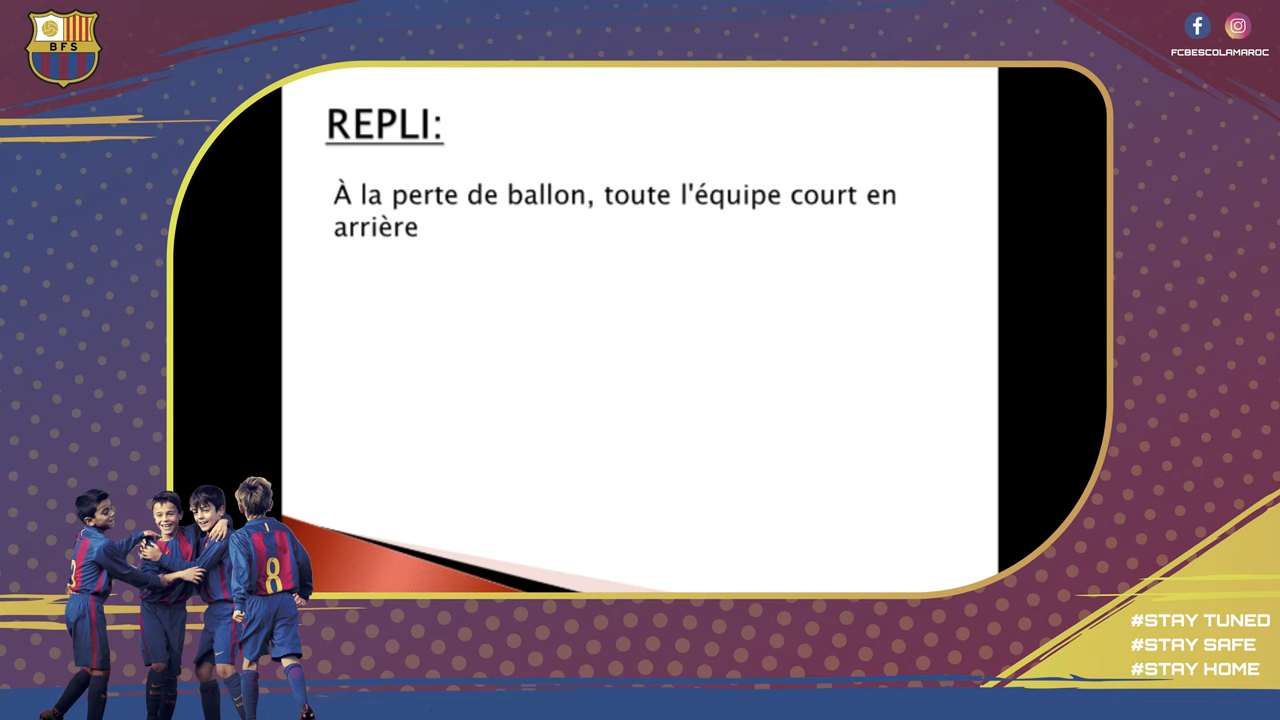 BFS
FCBESCOLAMAROC
REPLI:
À la perte de ballon, toute l'équipe court en
arrière
8
#STAY TUNED
#STAY SAFE
#STAY HOME